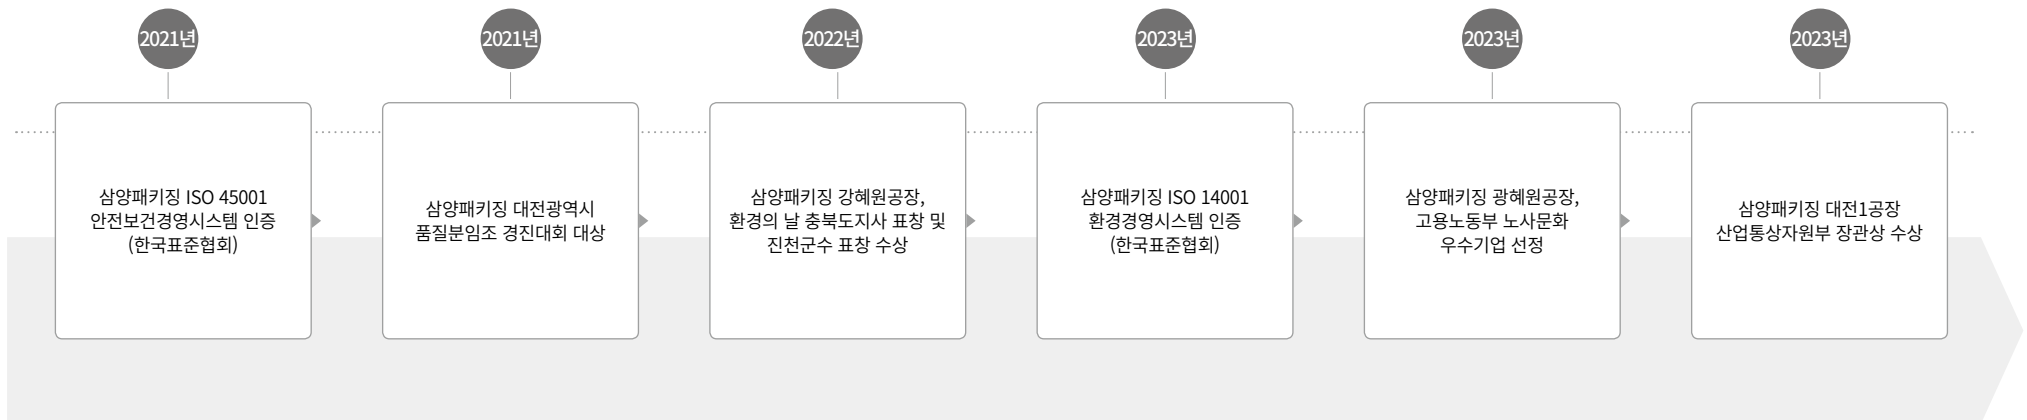 2021년
삼양패키징 ISO 45001
안전보건경영시스템 인증
(한국표준협회)
2021년
삼양패키징 대전광역시
품질분임조 경진대회 대상
2022년
삼양패키징 강혜원공장,
환경의 날 충북도지사 표창 및
진천군수 표창 수상
2023년
삼양패키징 ISO 14001
환경경영시스템 인증
(한국표준협회)
2023년
삼양패키징 광혜원공장,
고용노동부 노사문화
우수기업 선정
2023년
삼양패키징 대전1공장
산업통상자원부 장관상 수상